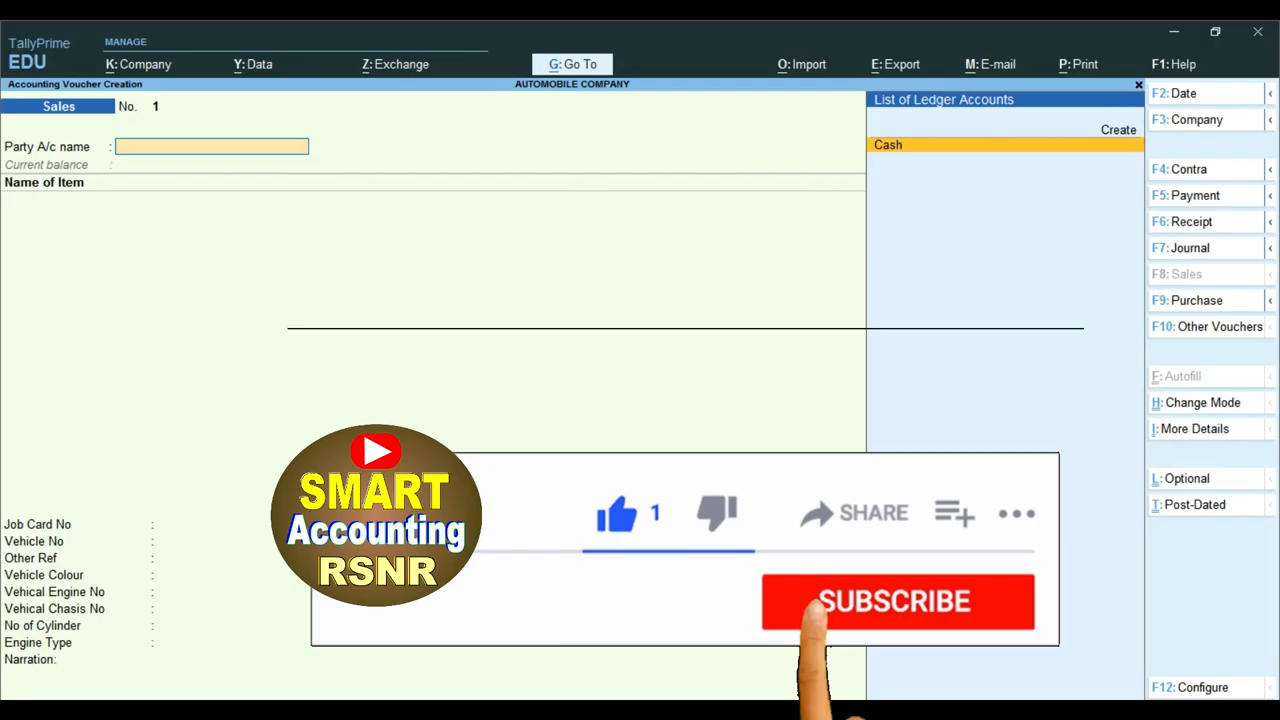 TallyPrime
MANAGE
EDU
K: Company
Y: Data
Z: Exchange
G: Go To
O: Import
E: Export
M: E-mail
P: Print
F1: Help
Accounting Voucher Creation
AUTOMOBILE COMPANY
Sales No. 1
Party A/c name :
Current balance :
Name of Item
List of Ledger Accounts
Create
Cash
F2: Date
F3: Company
F4: Contra
F5: Payment
F6: Receipt
F7: Journal
F8: Sales
F9: Purchase
F10: Other Vouchers
F: Autofill
H: Change Mode
I: More Details
L: Optional
T: Post-Dated
F12: Configure
Job Card No :
Vehicle No :
Other Ref :
Vehicle Colour :
Vehical Engine No :
Vehical Chasis No :
No of Cylinder :
Engine Type :
Narration:
SMART
Accounting
RSNR
1
SHARE
SUBSCRIBE